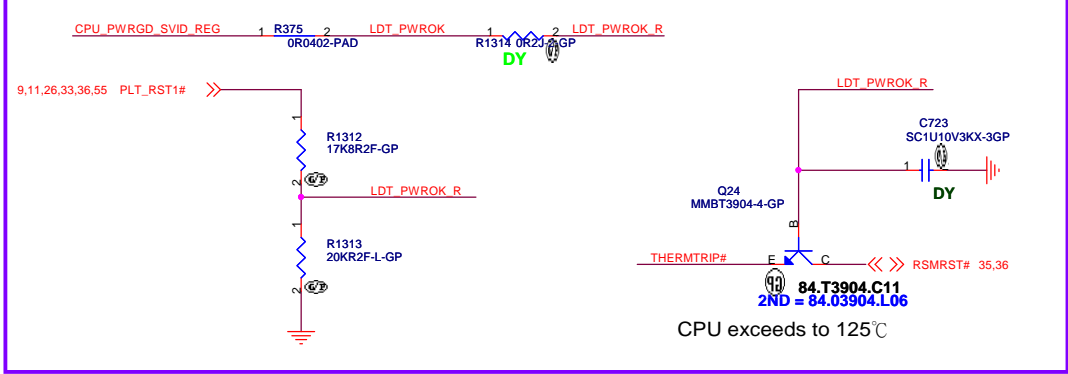 CPU_PWRGD_SVID_REG 1 R375 2 LDT_PWROK 1 2 LDT_PWROK_R
0R0402-PAD R1314 0R2J-2-GP
DY
9,11,26,33,36,55 PLT_RST1#
1
R1312
17K8R2F-GP
2
LDT_PWROK_R
1
R1313
20KR2F-L-GP
2
LDT_PWROK_R
C723
SC1U10V3KX-3GP
1
DY
Q24
MMBT3904-4-GP
B
THERMTRIP# E C RSMRST# 35,36
84.T3904.C11
2ND = 84.03904.L06
CPU exceeds to 125℃